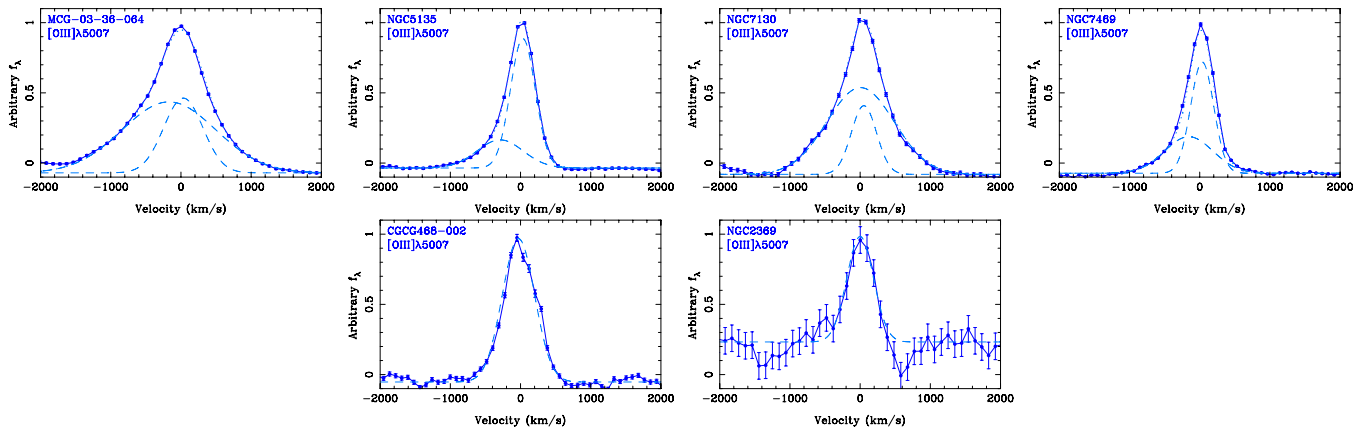 MCG-03-36-064
[OIII]λ5007
Arbitrary fλ
1
0.5
0
-2000 -1000 0 1000 2000
Velocity (km/s)
NGC5135
[OIII]λ5007
Arbitrary fλ
1
0.5
0
-2000 -1000 0 1000 2000
Velocity (km/s)
NGC7130
[OIII]λ5007
Arbitrary fλ
1
0.5
0
-2000 -1000 0 1000 2000
Velocity (km/s)
NGC7469
[OIII]λ5007
Arbitrary fλ
1
0.5
0
-2000 -1000 0 1000 2000
Velocity (km/s)
CGCG468-002
[OIII]λ5007
Arbitrary fλ
1
0.5
0
-2000 -1000 0 1000 2000
Velocity (km/s)
NGC2369
[OIII]λ5007
Arbitrary fλ
1
0.5
0
-2000 -1000 0 1000 2000
Velocity (km/s)